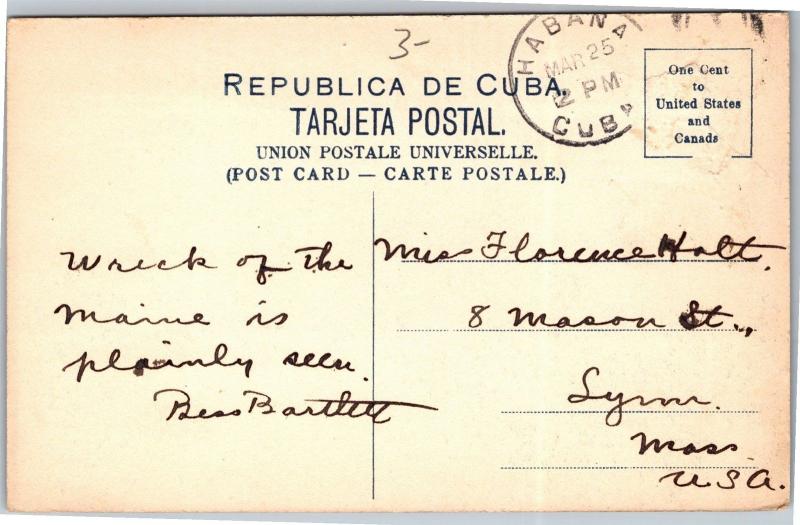 3-
HABANA
MAR 25
12 PM
CUBA
One Cent
to
United States
and
Canada
REPUBLICA DE CUBA.
TARJETA POSTAL.
UNION POSTALE UNIVERSELLE.
(POST CARD — CARTE POSTALE.)
Wreck of the
Maine is
plainly seen.
Bess Bartlett
Miss Florence Holt.
8 Mason St.,
Lynn.
Mass.
U.S.A.